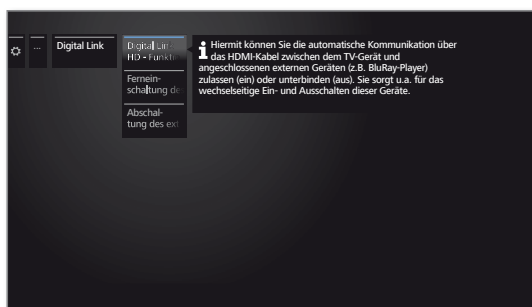 ...
Digital Link
Digital Link
HD - Funkti
Fernein-
schaltung des
Abschal-
tung des ext
Hiermit können Sie die automatische Kommunikation über
das HDMI-Kabel zwischen dem TV-Gerät und
angeschlossenen externen Geräten (z.B. BluRay-Player)
zulassen (ein) oder unterbinden (aus). Sie sorgt u.a. für das
wechselseitige Ein- und Ausschalten dieser Geräte.